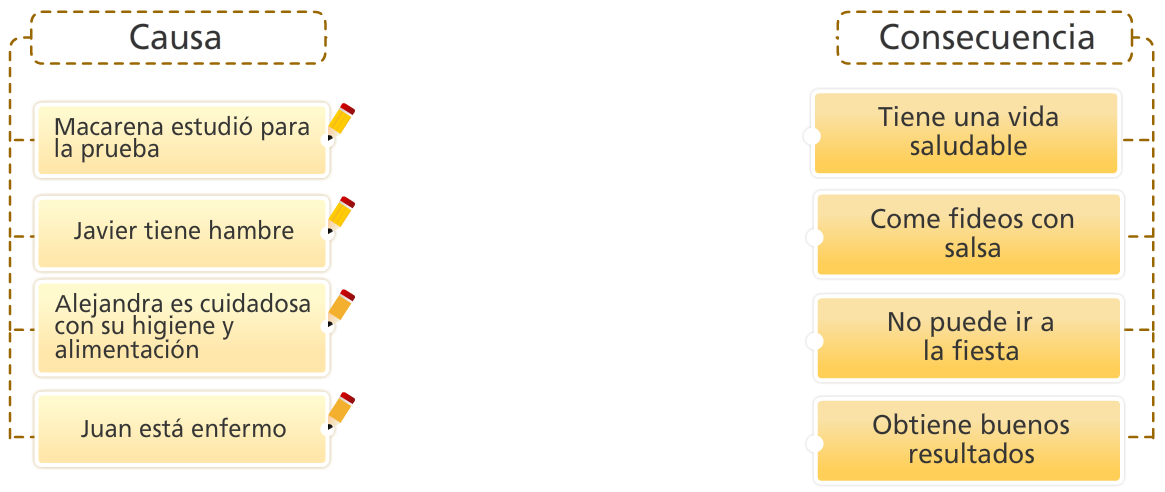 Causa
Macarena estudió para
la prueba
Javier tiene hambre
Alejandra es cuidadosa
con su higiene y
alimentación
Juan está enfermo
Consecuencia
Tiene una vida
saludable
Come fideos con
salsa
No puede ir a
la fiesta
Obtiene buenos
resultados